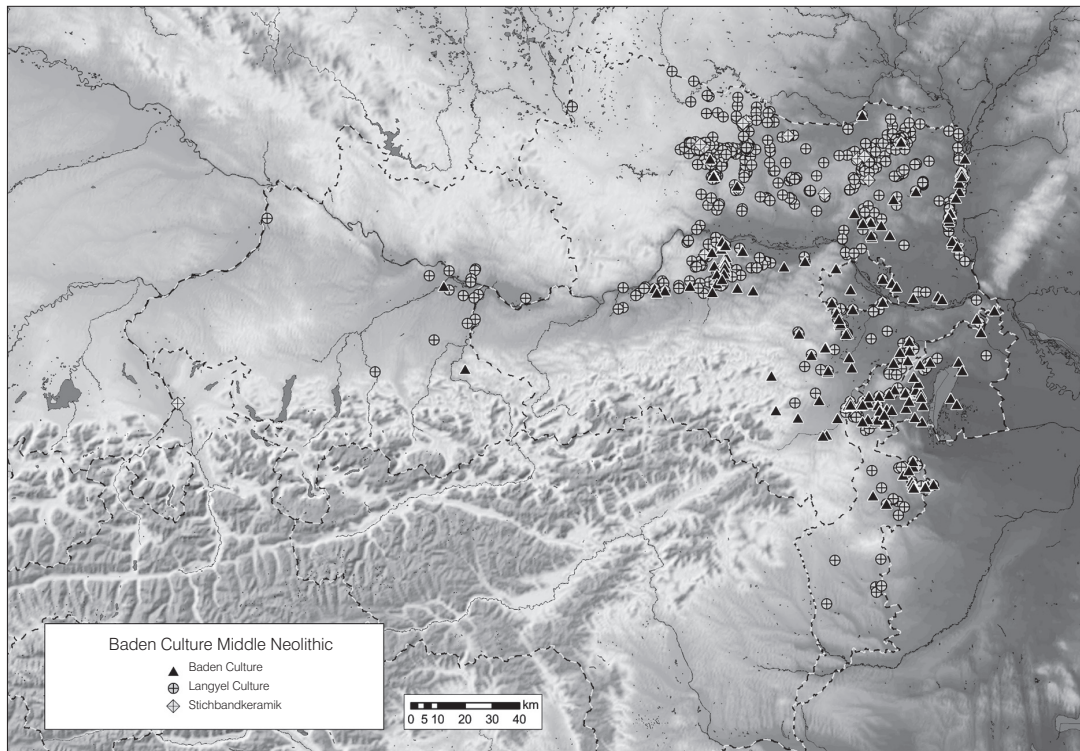 Baden Culture Middle Neolithic
Baden Culture
Langyel Culture
Stichbandkeramik
km
0 5 10 20 30 40